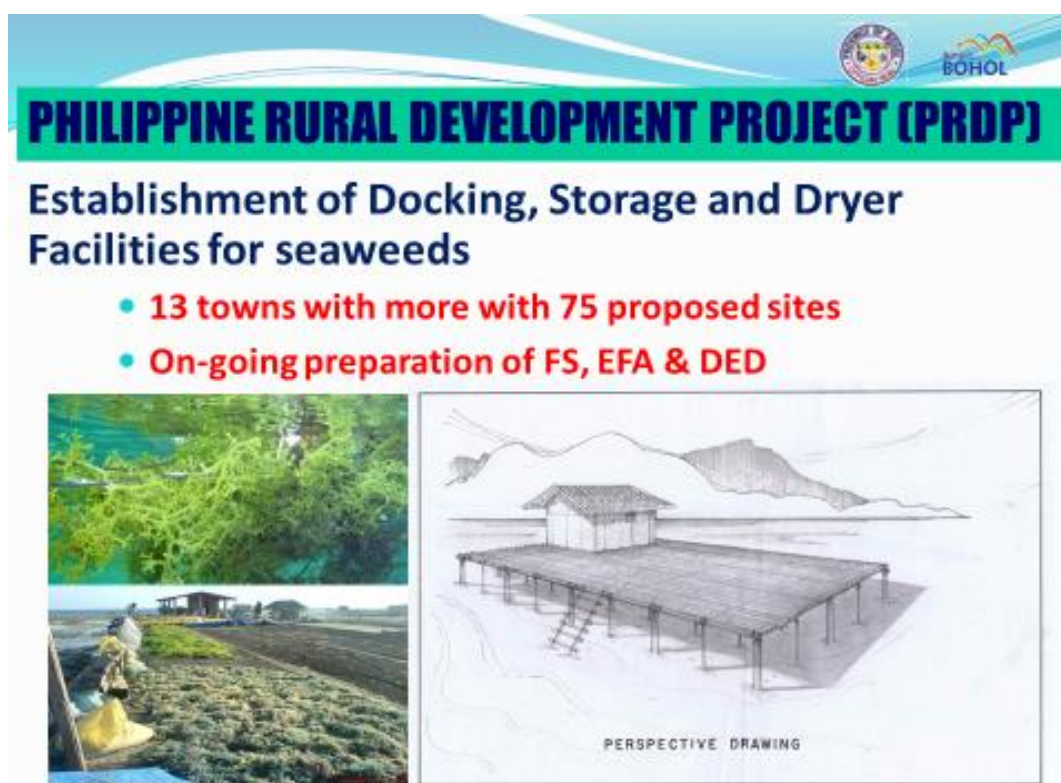 BOHOL
PHILIPPINE RURAL DEVELOPMENT PROJECT (PRDP)
Establishment of Docking, Storage and Dryer
Facilities for seaweeds
• 13 towns with more with 75 proposed sites
• On-going preparation of FS, EFA & DED
PERSPECTIVE DRAWING